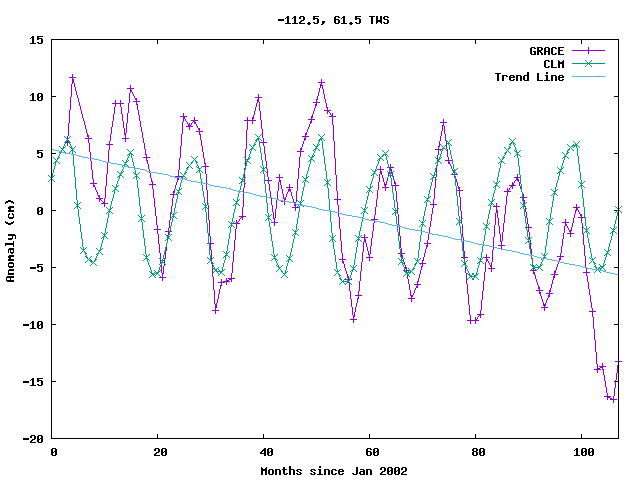 -112.5, 61.5 TWS
GRACE
CLM
Trend Line
15
10
5
0
-5
-10
-15
-20
Anomaly (cm)
0 20 40 60 80 100
Months since Jan 2002